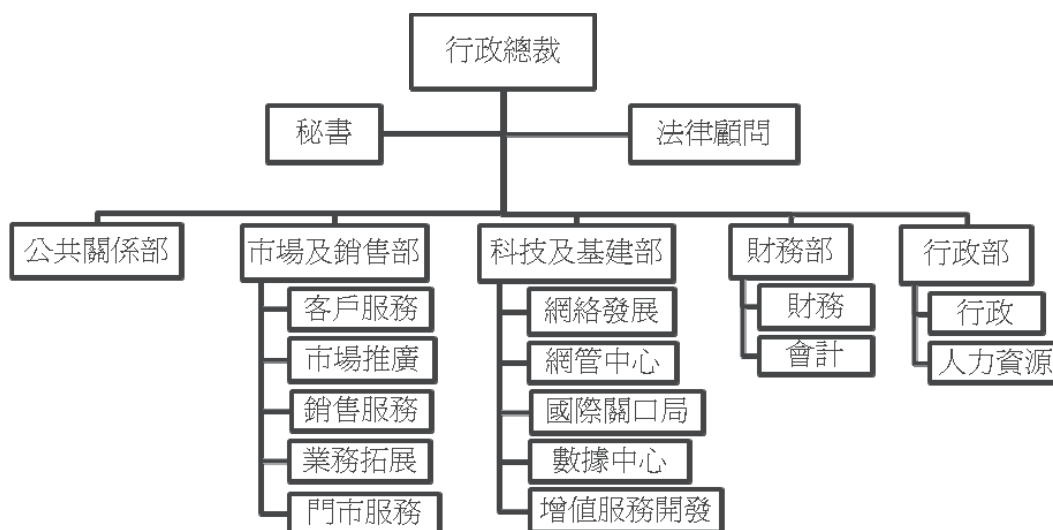 行政總裁
秘書
法律顧問
公共關係部
市場及銷售部
科技及基建部
財務部
行政部
客戶服務
市場推廣
銷售服務
業務拓展
門市服務
網絡發展
網管中心
國際關口局
數據中心
增值服務開發
財務
會計
行政
人力資源